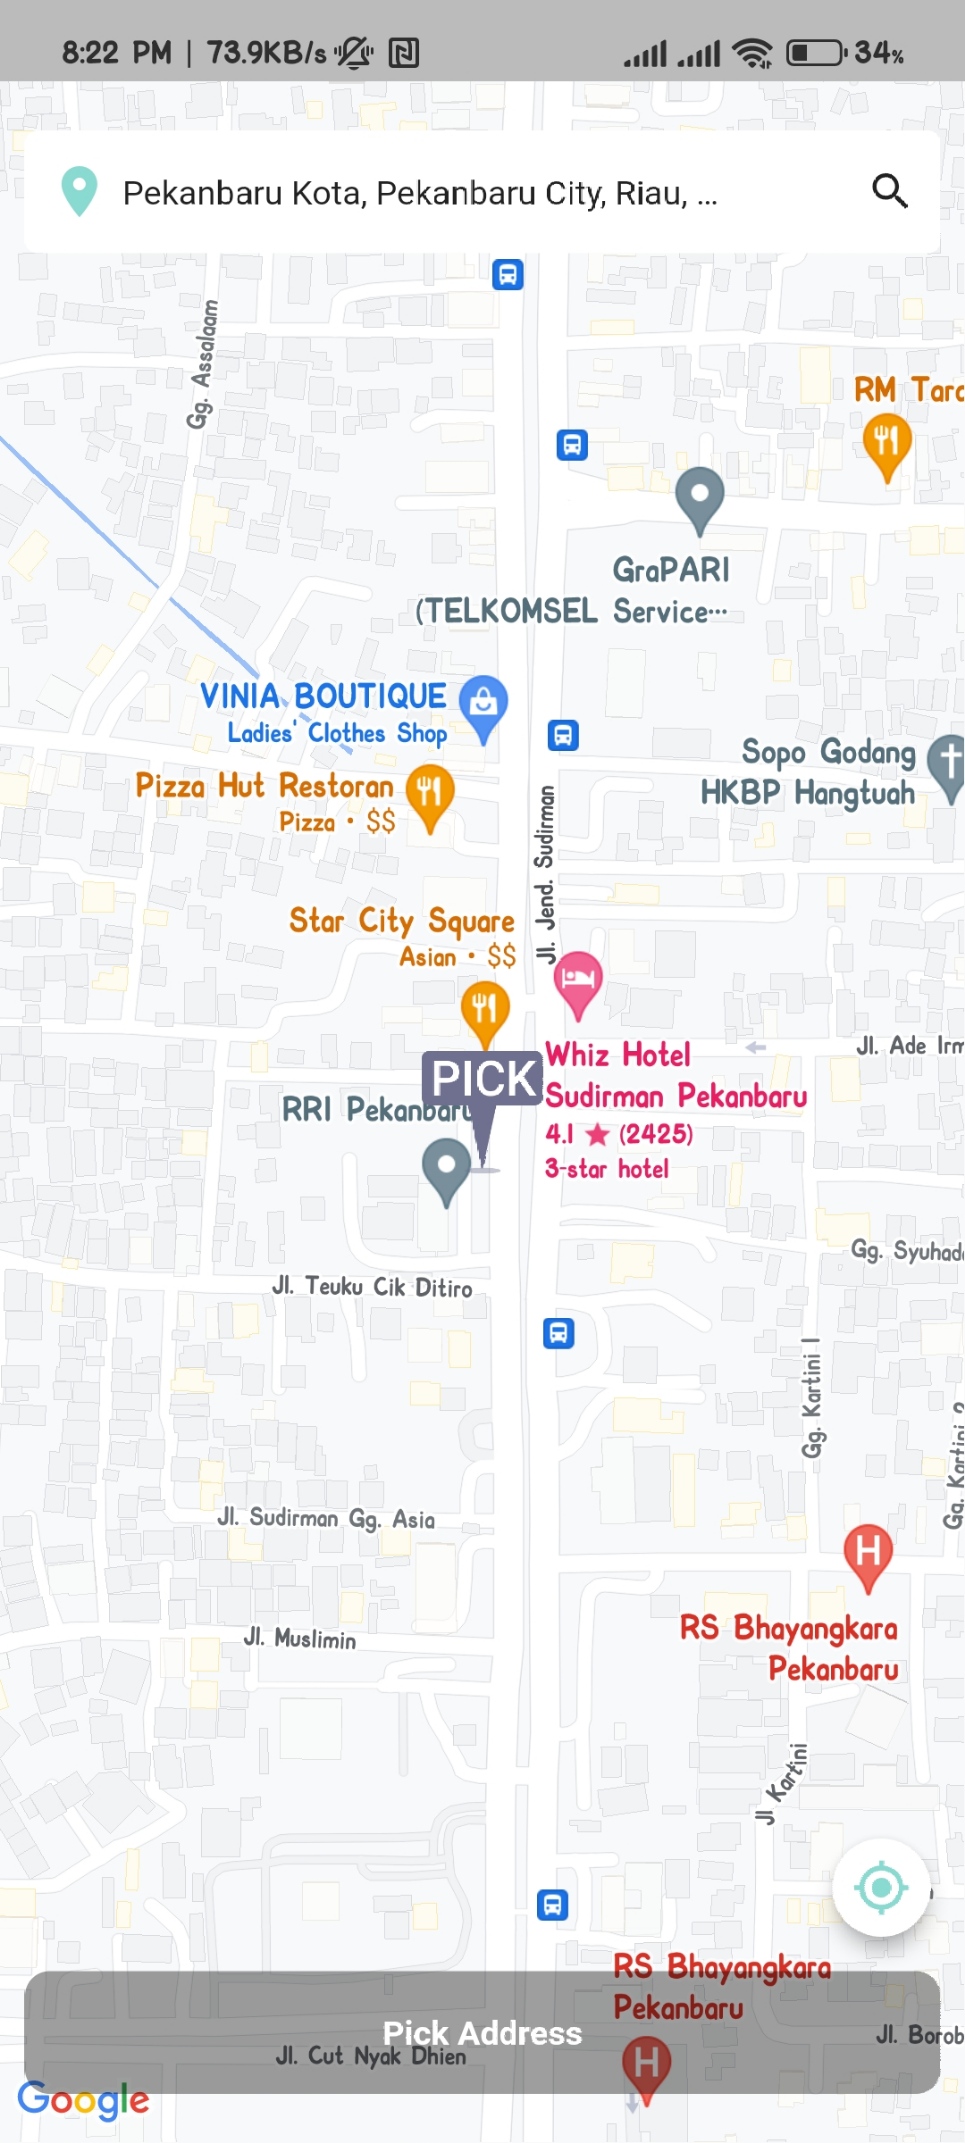 8:22 PM | 73.9KB/s
34%
Pekanbaru Kota, Pekanbaru City, Riau, ...
Gg. Assalaam
RM Tara
GraPARI
(TELKOMSEL Service...
VINIA BOUTIQUE
Ladies' Clothes Shop
Sopo Godang
HKBP Hangtuah
Pizza Hut Restoran
Pizza • $$
Jl. Jend. Sudirman
Star City Square
Asian • $$
Whiz Hotel
Sudirman Pekanbaru
4.1 ★ (2425)
3-star hotel
Jl. Ade Irm
PICK
RRI Pekanbaru
Gg. Syuhad
Jl. Teuku Cik Ditiro
Gg. Kartini I
Gg. Kartini 2
Jl. Sudirman Gg. Asia
H
RS Bhayangkara
Pekanbaru
Jl. Muslimin
Jl Kartini
RS Bhayangkara
Pekanbaru
Pick Address
Jl. Borob
Jl. Cut Nyak Dhien
H
Google